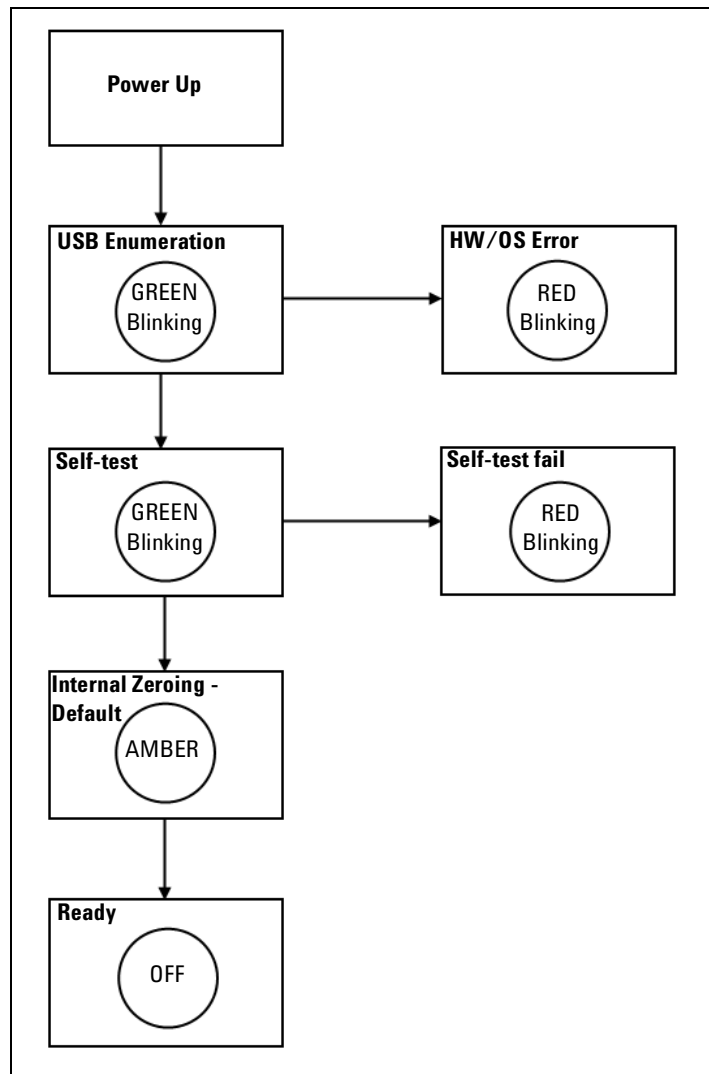 Power Up
USB Enumeration
GREEN
Blinking
HW/OS Error
RED
Blinking
Self-test
GREEN
Blinking
Self-test fail
RED
Blinking
Internal Zeroing -
Default
AMBER
Ready
OFF